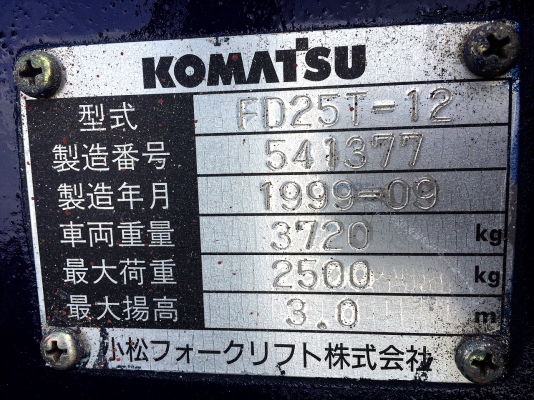 KOMATSU
型式 FD25T-12
製造番号 541377
製造年月 1999-09
車両重量 3720 kg
最大荷重 2500 kg
最大揚高 3.0 m
小松フォークリフト株式会社